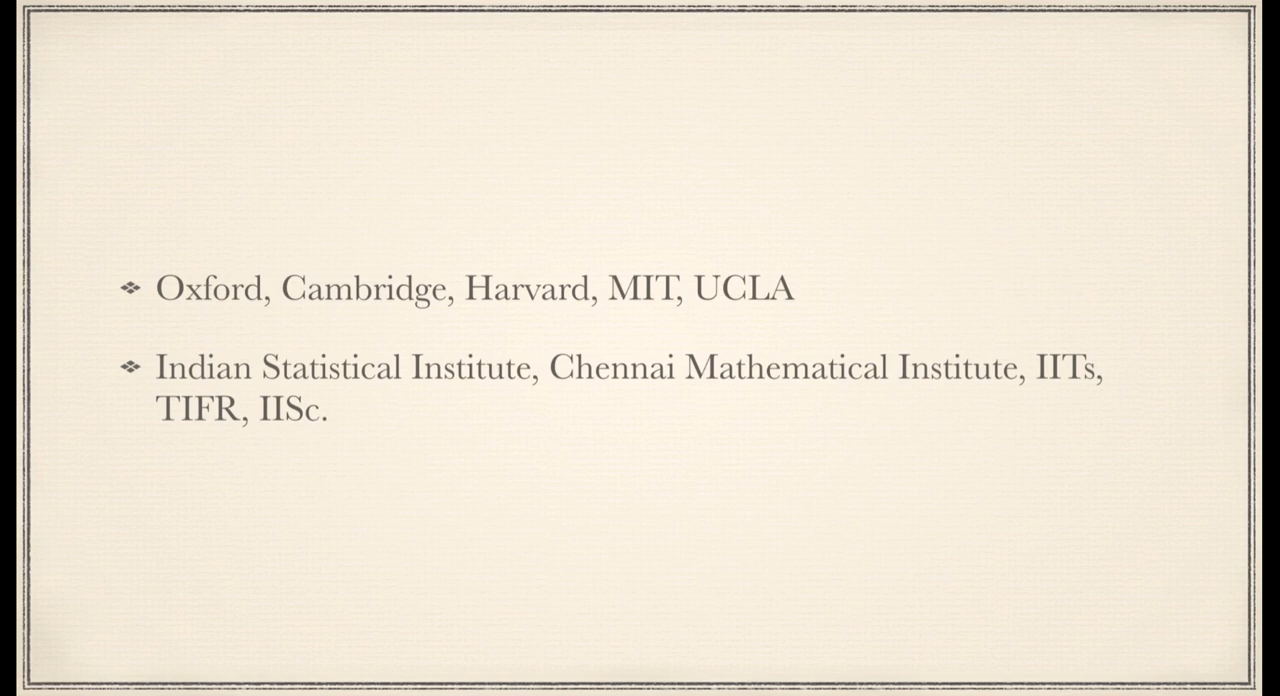 ❖ Oxford, Cambridge, Harvard, MIT, UCLA
❖ Indian Statistical Institute, Chennai Mathematical Institute, IITs,
TIFR, IISc.